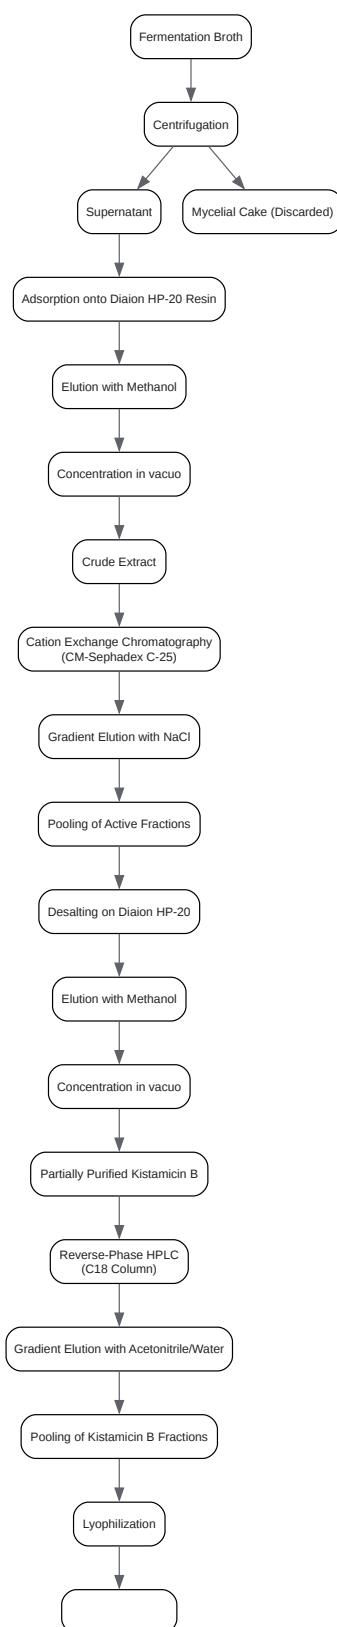 Fermentation Broth
Centrifugation
Supernatant
Mycelial Cake (Discarded)
Adsorption onto Diaion HP-20 Resin
Elution with Methanol
Concentration in vacuo
Crude Extract
Cation Exchange Chromatography
(CM-Sephadex C-25)
Gradient Elution with NaCl
Pooling of Active Fractions
Desalting on Diaion HP-20
Elution with Methanol
Concentration in vacuo
Partially Purified Kistamicin B
Reverse-Phase HPLC
(C18 Column)
Gradient Elution with Acetonitrile/Water
Pooling of Kistamicin B Fractions
Lyophilization